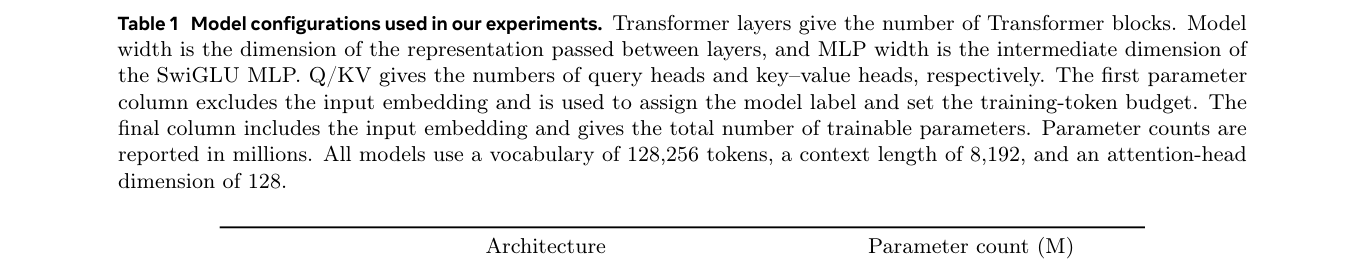 Table 1 Model configurations used in our experiments. Transformer layers give the number of Transformer blocks. Model
width is the dimension of the representation passed between layers, and MLP width is the intermediate dimension of
the SwiGLU MLP. Q/KV gives the numbers of query heads and key–value heads, respectively. The first parameter
column excludes the input embedding and is used to assign the model label and set the training-token budget. The
final column includes the input embedding and gives the total number of trainable parameters. Parameter counts are
reported in millions. All models use a vocabulary of 128,256 tokens, a context length of 8,192, and an attention-head
dimension of 128.
Architecture Parameter count (M)